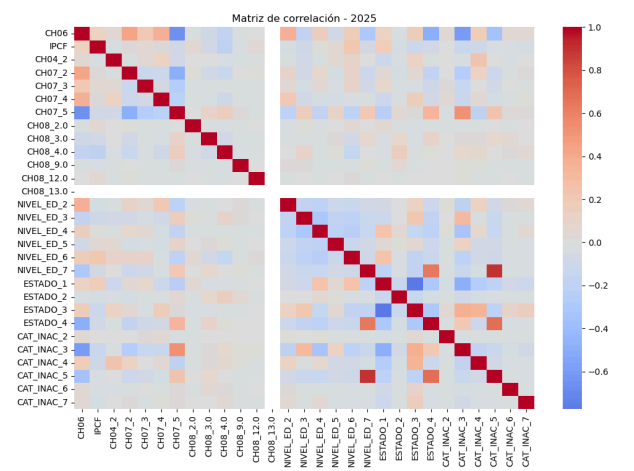 Matriz de correlación - 2025
CH06
IPCF
CH04_2
CH07_2
CH07_3
CH07_4
CH07_5
CH08_2.0
CH08_3.0
CH08_4.0
CH08_9.0
CH08_12.0
CH08_13.0
NIVEL_ED_2
NIVEL_ED_3
NIVEL_ED_4
NIVEL_ED_5
NIVEL_ED_6
NIVEL_ED_7
ESTADO_1
ESTADO_2
ESTADO_3
ESTADO_4
CAT_INAC_2
CAT_INAC_3
CAT_INAC_4
CAT_INAC_5
CAT_INAC_6
CAT_INAC_7
CH06
IPCF
CH04_2
CH07_2
CH07_3
CH07_4
CH07_5
CH08_2.0
CH08_3.0
CH08_4.0
CH08_9.0
CH08_12.0
CH08_13.0
NIVEL_ED_2
NIVEL_ED_3
NIVEL_ED_4
NIVEL_ED_5
NIVEL_ED_6
NIVEL_ED_7
ESTADO_1
ESTADO_2
ESTADO_3
ESTADO_4
CAT_INAC_2
CAT_INAC_3
CAT_INAC_4
CAT_INAC_5
CAT_INAC_6
CAT_INAC_7
1.0
0.8
0.6
0.4
0.2
0.0
−0.2
−0.4
−0.6